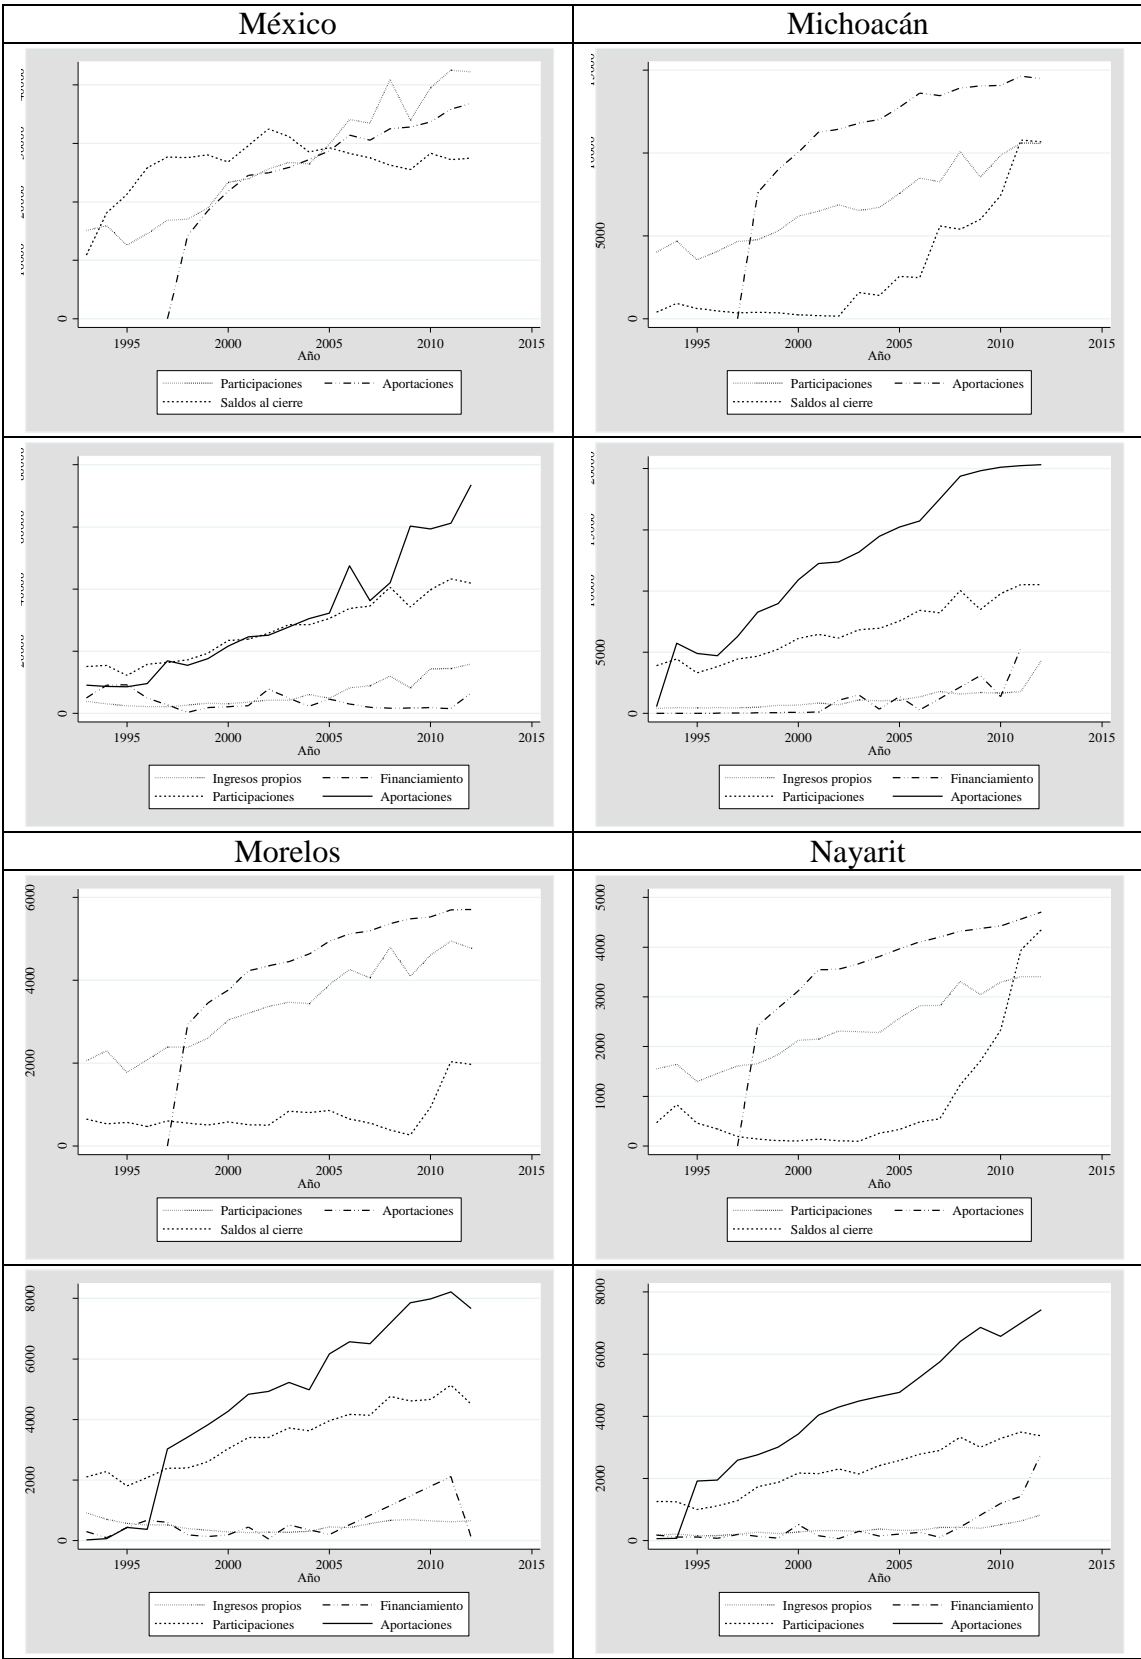 México
Michoacán
0
1995 2000 2005 2010 2015
Año
Participaciones Aportaciones
Saldos al cierre
5000
0
1995 2000 2005 2010 2015
Año
Participaciones Aportaciones
Saldos al cierre
0
1995 2000 2005 2010 2015
Año
Ingresos propios Financiamiento
Participaciones Aportaciones
5000
0
1995 2000 2005 2010 2015
Año
Ingresos propios Financiamiento
Participaciones Aportaciones
Morelos
Nayarit
6000
4000
2000
0
1995 2000 2005 2010 2015
Año
Participaciones Aportaciones
Saldos al cierre
5000
4000
3000
2000
1000
0
1995 2000 2005 2010 2015
Año
Participaciones Aportaciones
Saldos al cierre
8000
6000
4000
2000
0
1995 2000 2005 2010 2015
Año
Ingresos propios Financiamiento
Participaciones Aportaciones
8000
6000
4000
2000
0
1995 2000 2005 2010 2015
Año
Ingresos propios Financiamiento
Participaciones Aportaciones